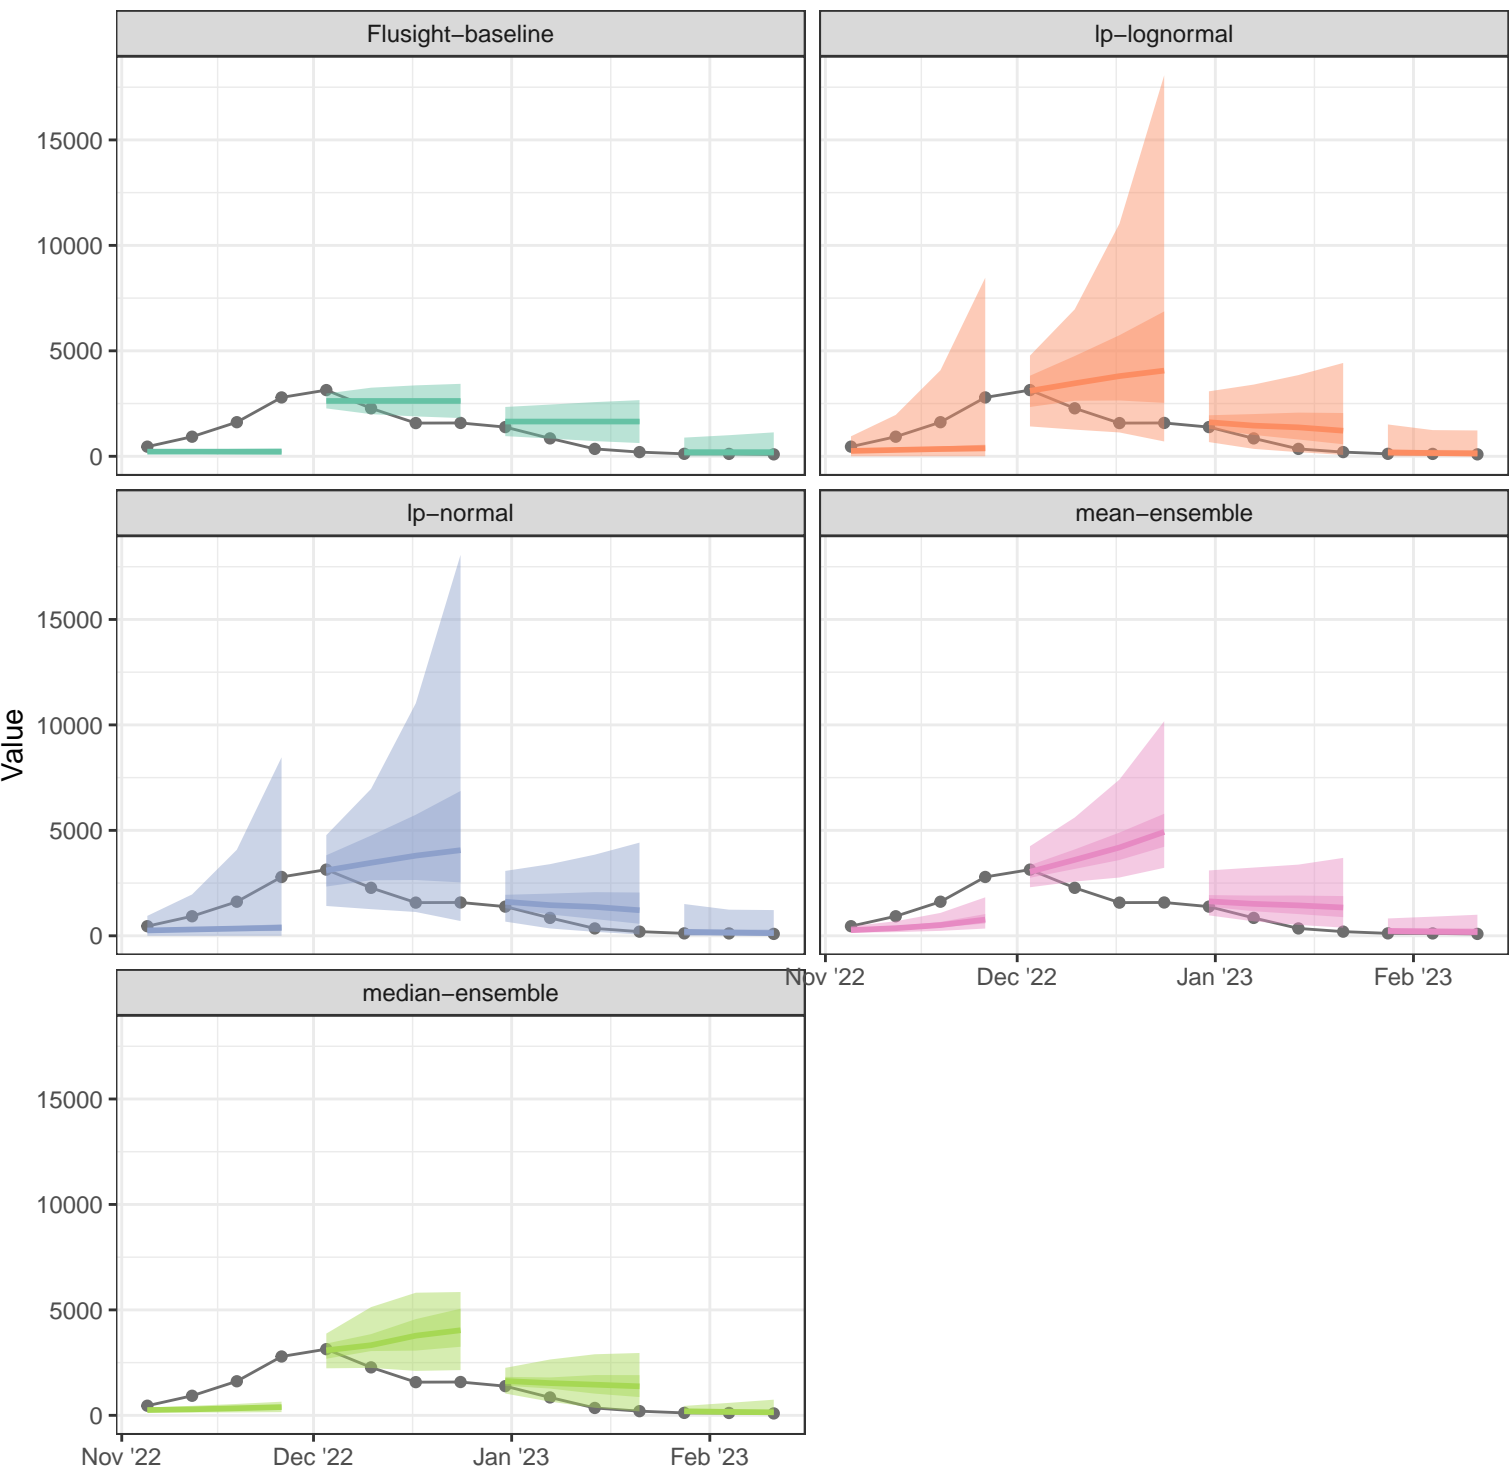 Flusight−baseline
lp−lognormal
15000
10000
5000
0
lp−normal
mean−ensemble
Value
15000
10000
5000
0
Nov '22
Dec '22
Jan '23
Feb '23
median−ensemble
15000
10000
5000
0
Nov '22
Dec '22
Jan '23
Feb '23